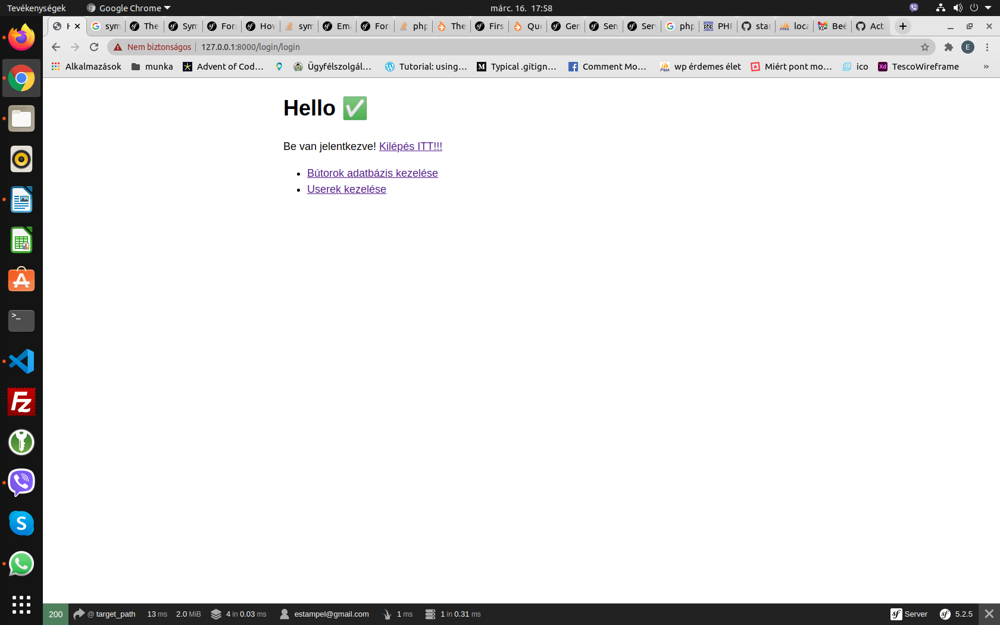 Tevékenységek Google Chrome márc. 16. 17:58
sym The Sym For Hov sym Ema For php The Firs Que Gen Sen Ser php PHP star loca Beé Act
Nem biztonságos 127.0.0.1:8000/login/login E
Alkalmazások munka Advent of Cod… Ügyfélszolgál… Tutorial: using… Typical .gitign… Comment Mo… wp érdemes élet Miért pont mo… ico TescoWireframe »
Hello ✅
Be van jelentkezve! Kilépés ITT!!!
• Bútorok adatbázis kezelése
• Userek kezelése
200 @ target_path 13 ms 2.0 MiB 4 in 0.03 ms estampel@gmail.com 1 ms 1 in 0.31 ms Server 5.2.5